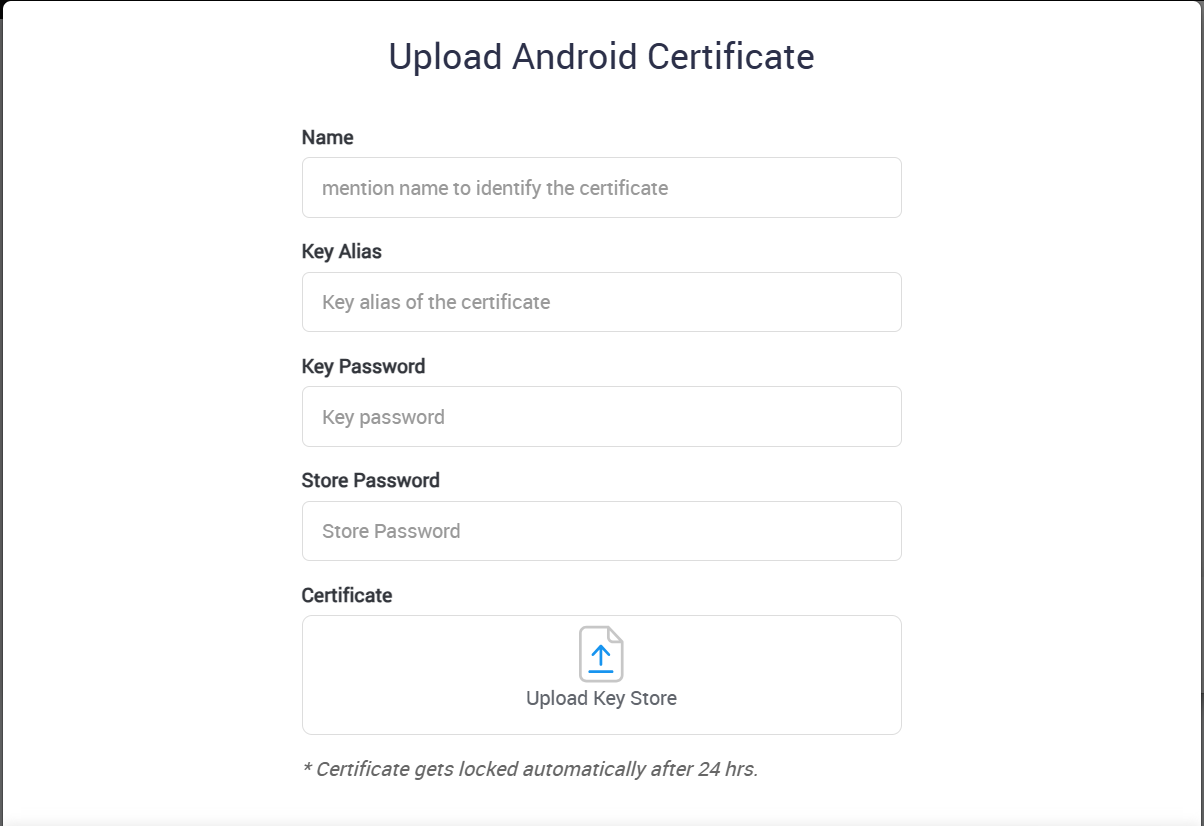 Upload Android Certificate
Name
mention name to identify the certificate
Key Alias
Key alias of the certificate
Key Password
Key password
Store Password
Store Password
Certificate
Upload Key Store
* Certificate gets locked automatically after 24 hrs.